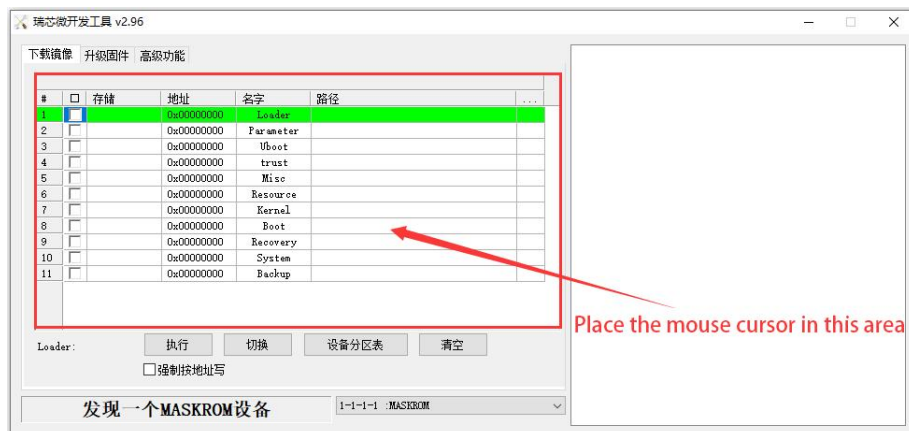 瑞芯微开发工具 v2.96
下载镜像 升级固件 高级功能
# 存储 地址 名字 路径 ...
1 0x00000000 Loader
2 0x00000000 Parameter
3 0x00000000 Uboot
4 0x00000000 trust
5 0x00000000 Misc
6 0x00000000 Resource
7 0x00000000 Kernel
8 0x00000000 Boot
9 0x00000000 Recovery
10 0x00000000 System
11 0x00000000 Backup
Place the mouse cursor in this area
Loader: 执行 切换 设备分区表 清空
强制按地址写
发现一个MASKROM设备 1-1-1-1 :MASKROM